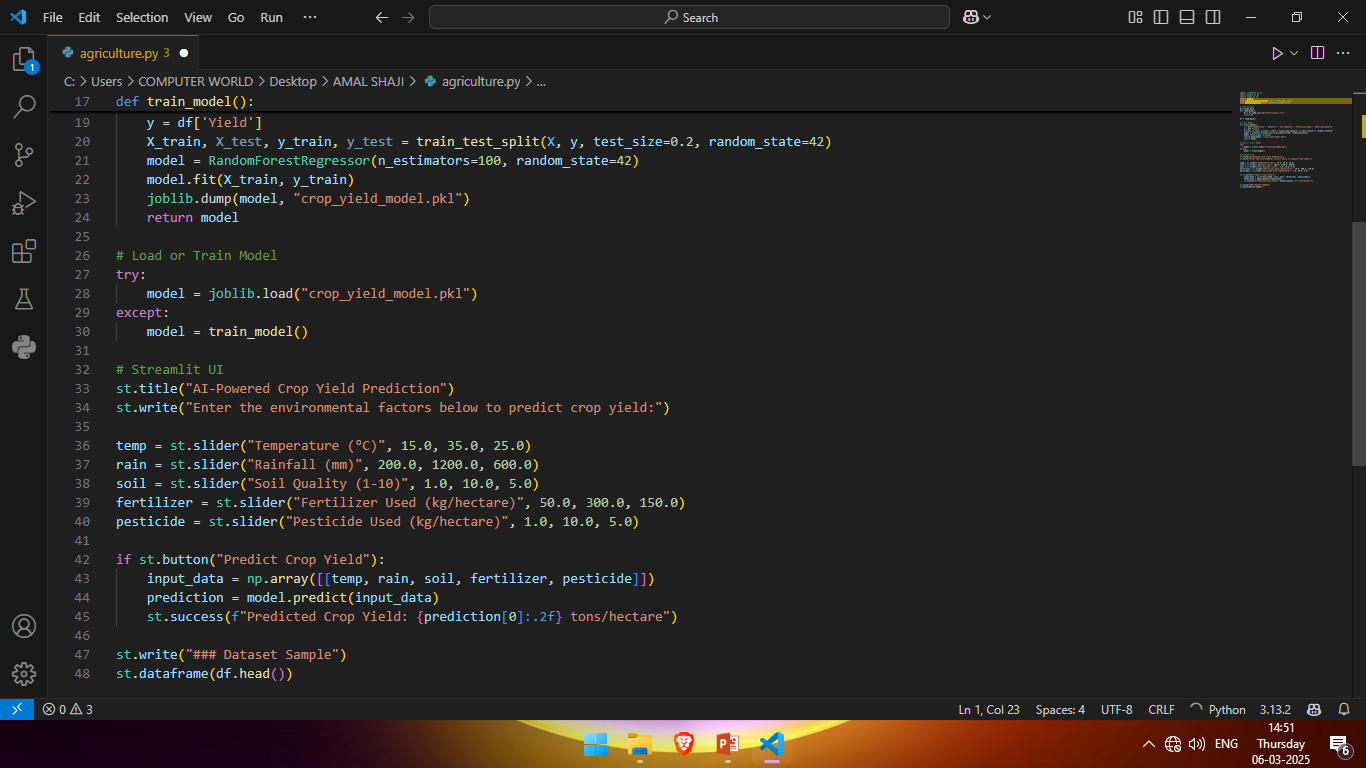 File Edit Selection View Go Run ··· Search
agriculture.py 3
C: > Users > COMPUTER WORLD > Desktop > AMAL SHAJI > agriculture.py > ...
17 def train_model():
19     y = df['Yield']
20     X_train, X_test, y_train, y_test = train_test_split(X, y, test_size=0.2, random_state=42)
21     model = RandomForestRegressor(n_estimators=100, random_state=42)
22     model.fit(X_train, y_train)
23     joblib.dump(model, "crop_yield_model.pkl")
24     return model
25
26 # Load or Train Model
27 try:
28     model = joblib.load("crop_yield_model.pkl")
29 except:
30     model = train_model()
31
32 # Streamlit UI
33 st.title("AI-Powered Crop Yield Prediction")
34 st.write("Enter the environmental factors below to predict crop yield:")
35
36 temp = st.slider("Temperature (°C)", 15.0, 35.0, 25.0)
37 rain = st.slider("Rainfall (mm)", 200.0, 1200.0, 600.0)
38 soil = st.slider("Soil Quality (1-10)", 1.0, 10.0, 5.0)
39 fertilizer = st.slider("Fertilizer Used (kg/hectare)", 50.0, 300.0, 150.0)
40 pesticide = st.slider("Pesticide Used (kg/hectare)", 1.0, 10.0, 5.0)
41
42 if st.button("Predict Crop Yield"):
43     input_data = np.array([[temp, rain, soil, fertilizer, pesticide]])
44     prediction = model.predict(input_data)
45     st.success(f"Predicted Crop Yield: {prediction[0]:.2f} tons/hectare")
46
47 st.write("### Dataset Sample")
48 st.dataframe(df.head())
1
0 3 Ln 1, Col 23 Spaces: 4 UTF-8 CRLF Python 3.13.2
ENG
14:51
Thursday
06-03-2025
6